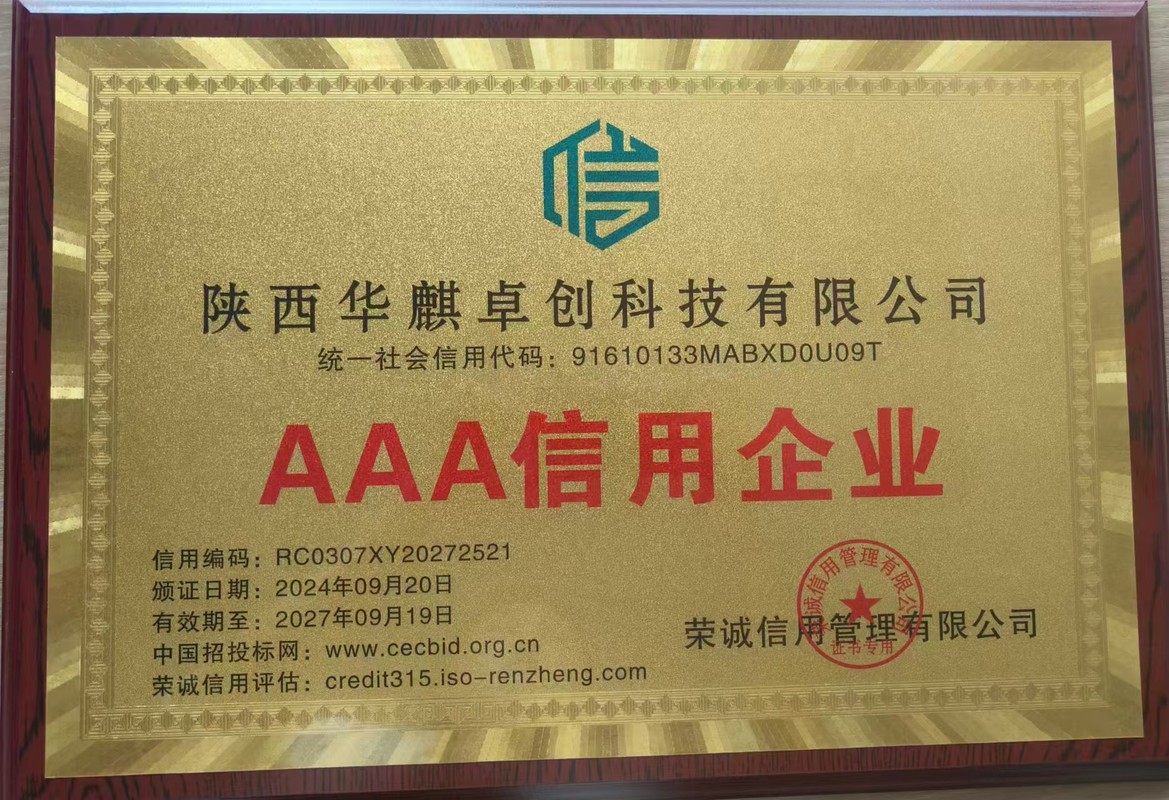 信
陕西华麒卓创科技有限公司
统一社会信用代码：91610133MABXD0U09T
AAA信用企业
信用编码：RC0307XY20272521
颁证日期：2024年09月20日
有效期至：2027年09月19日
中国招投标网：www.cecbid.org.cn
荣诚信用评估：credit315.iso-renzheng.com
荣诚信用管理有限公司
荣诚信用管理有限公司
证书专用